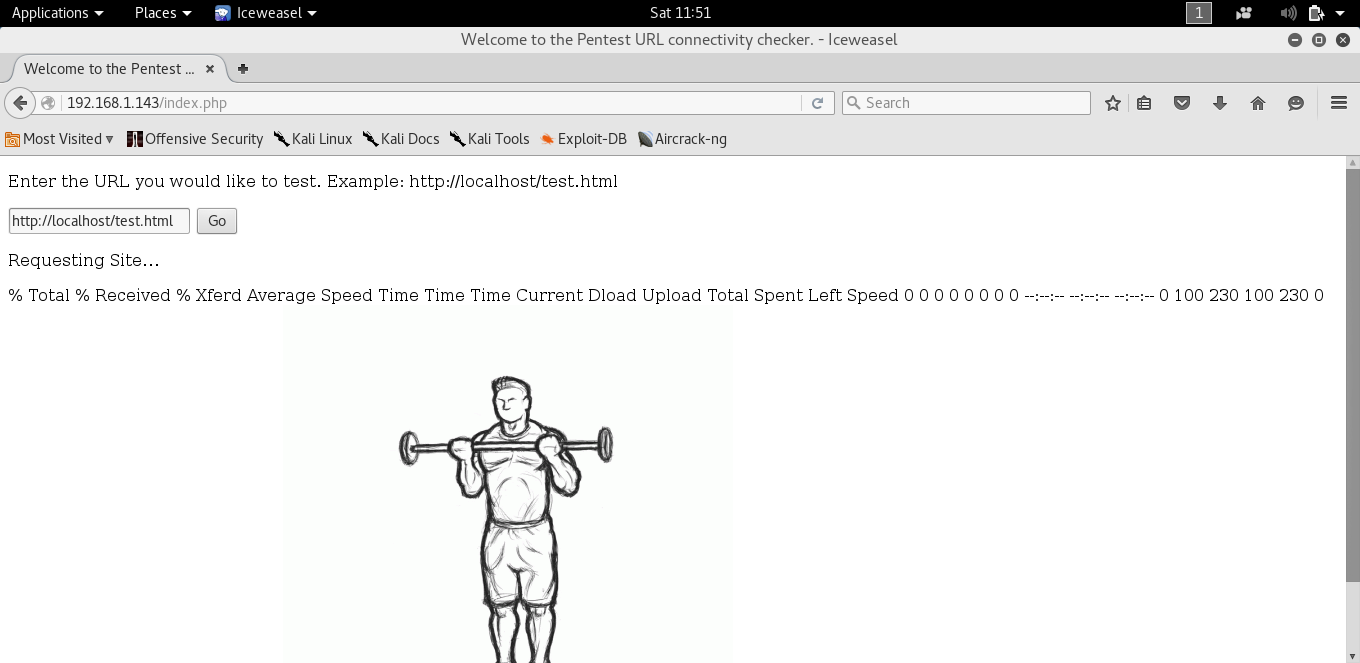 Applications Places Iceweasel Sat 11:51 1
Welcome to the Pentest URL connectivity checker. - Iceweasel
Welcome to the Pentest ...
192.168.1.143/index.php Search
Most Visited Offensive Security Kali Linux Kali Docs Kali Tools Exploit-DB Aircrack-ng
Enter the URL you would like to test. Example: http://localhost/test.html
http://localhost/test.html Go
Requesting Site...
% Total % Received % Xferd Average Speed Time Time Time Current Dload Upload Total Spent Left Speed 0 0 0 0 0 0 0 0 --:--:-- --:--:-- --:--:-- 0 100 230 100 230 0